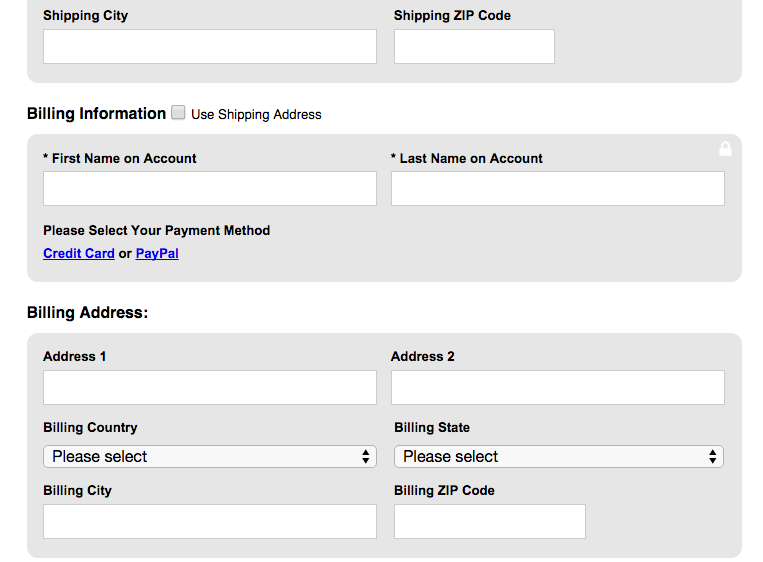 Shipping City Shipping ZIP Code
Billing Information Use Shipping Address
* First Name on Account * Last Name on Account
Please Select Your Payment Method
Credit Card or PayPal
Billing Address:
Address 1 Address 2
Billing Country Billing State
Please select Please select
Billing City Billing ZIP Code